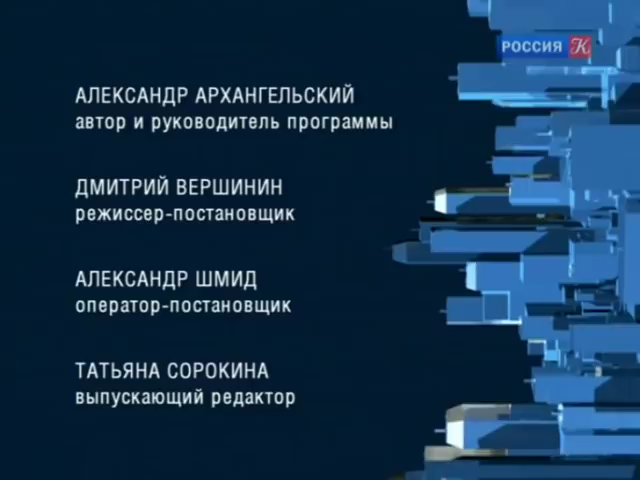 РОССИЯ К
АЛЕКСАНДР АРХАНГЕЛЬСКИЙ
автор и руководитель программы
ДМИТРИЙ ВЕРШИНИН
режиссер-постановщик
АЛЕКСАНДР ШМИД
оператор-постановщик
ТАТЬЯНА СОРОКИНА
выпускающий редактор